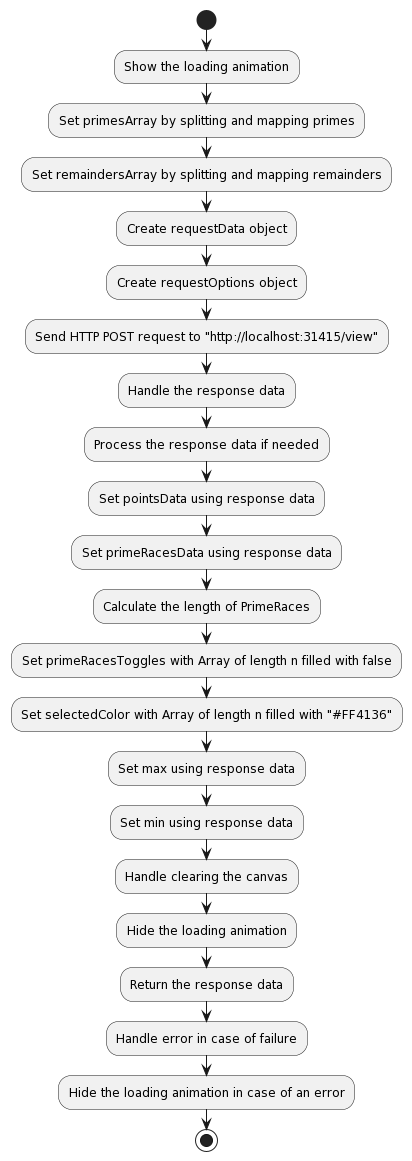 Show the loading animation
Set primesArray by splitting and mapping primes
Set remaindersArray by splitting and mapping remainders
Create requestData object
Create requestOptions object
Send HTTP POST request to "http://localhost:31415/view"
Handle the response data
Process the response data if needed
Set pointsData using response data
Set primeRacesData using response data
Calculate the length of PrimeRaces
Set primeRacesToggles with Array of length n filled with false
Set selectedColor with Array of length n filled with "#FF4136"
Set max using response data
Set min using response data
Handle clearing the canvas
Hide the loading animation
Return the response data
Handle error in case of failure
Hide the loading animation in case of an error